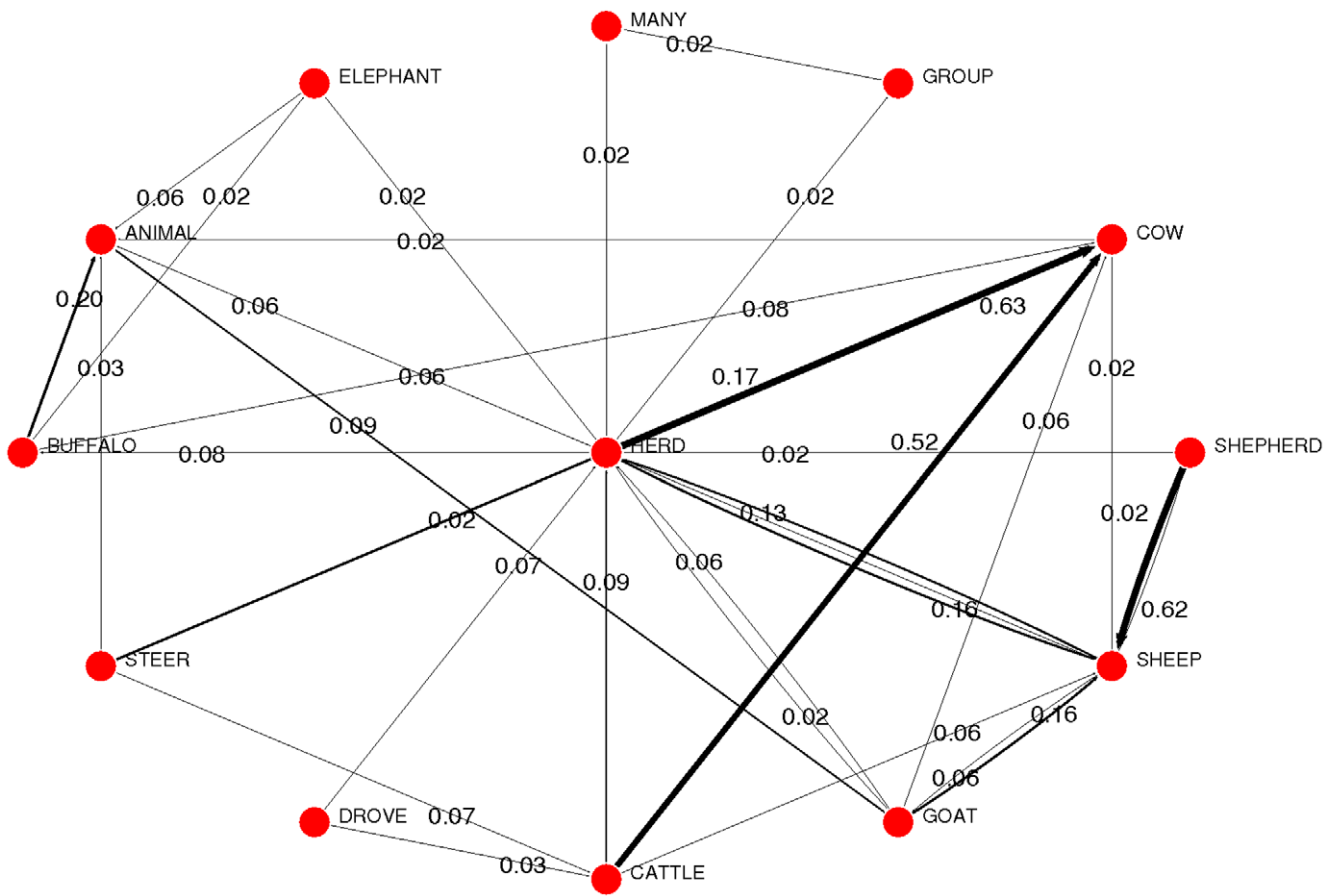 MANY
0.02
ELEPHANT
GROUP
0.02
0.06
0.02
0.02
0.02
ANIMAL
0.02
COW
0.20
0.06
0.08
0.63
0.03
0.06
0.17
0.02
0.06
BUFFALO
0.08
0.09
HERD
0.02
0.52
SHEPHERD
0.02
0.13
0.02
0.07
0.09
0.06
0.16
0.62
STEER
SHEEP
0.02
0.16
0.06
0.06
DROVE
0.07
GOAT
0.03
CATTLE